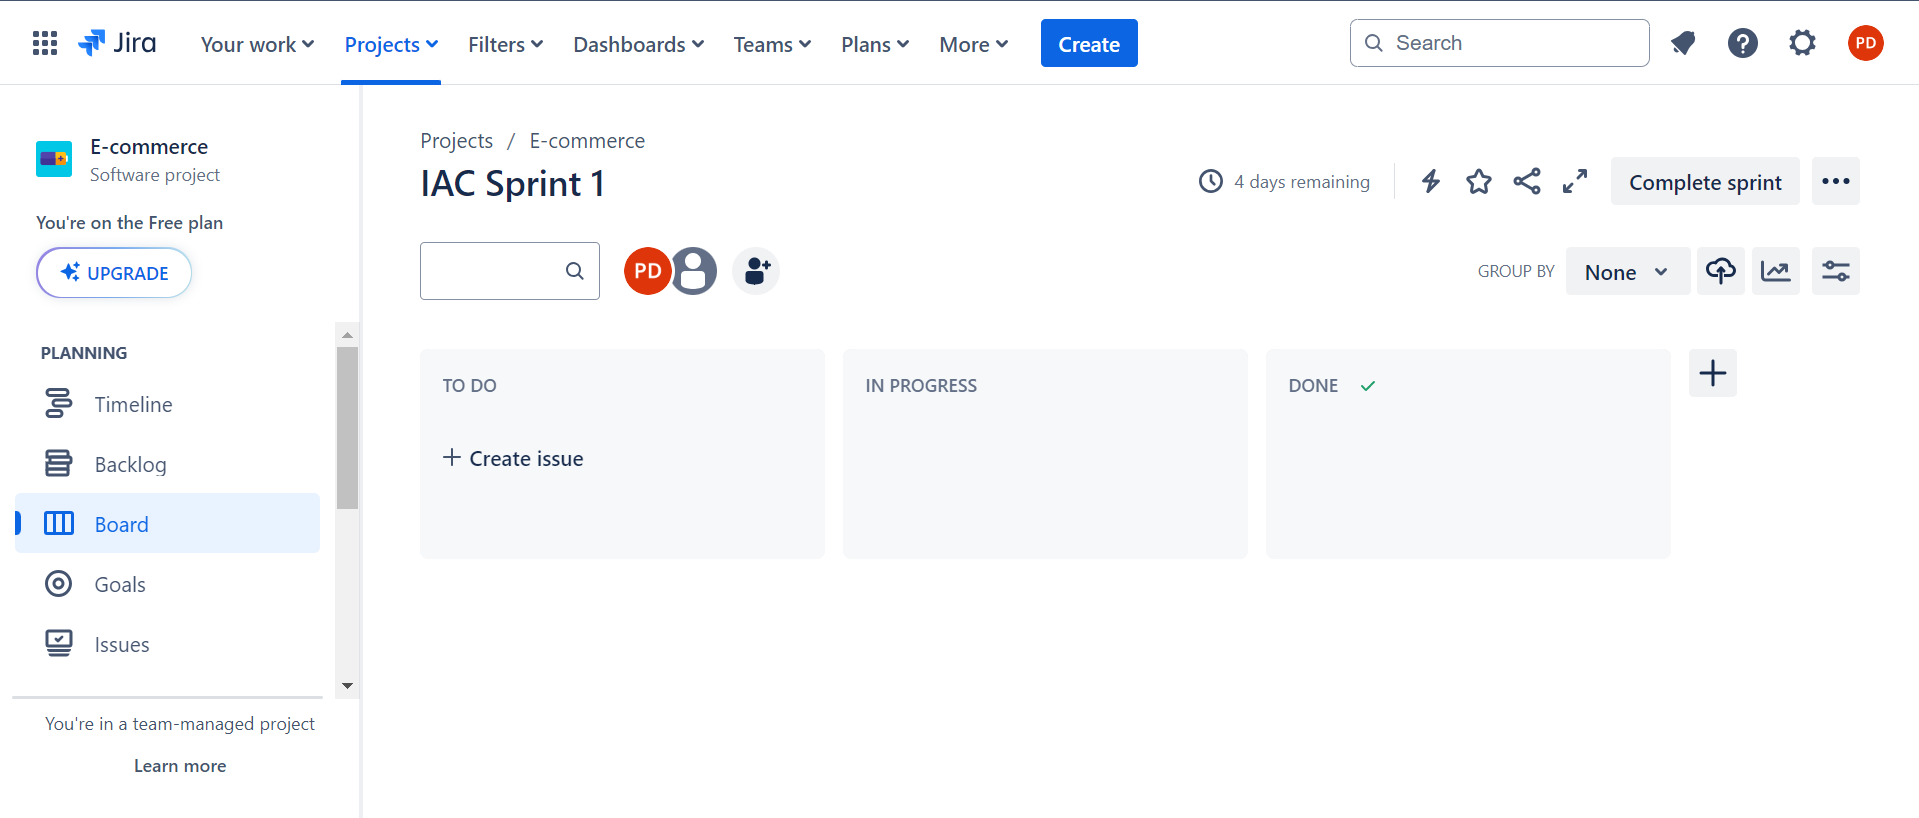 Jira
Your work
Projects
Filters
Dashboards
Teams
Plans
More
Create
Search
PD
E-commerce
Software project
You're on the Free plan
UPGRADE
PLANNING
Timeline
Backlog
Board
Goals
Issues
You're in a team-managed project
Learn more
Projects / E-commerce
IAC Sprint 1
4 days remaining
Complete sprint
PD
GROUP BY
None
TO DO
Create issue
IN PROGRESS
DONE